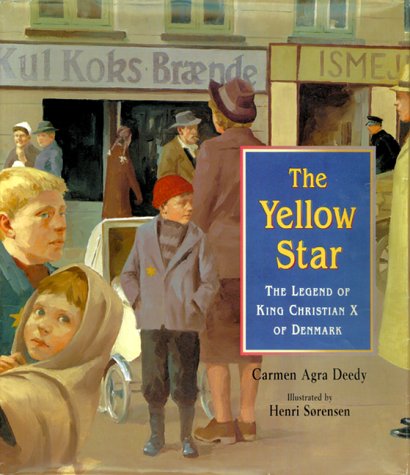 Kul Koks Brænde
ISMEJ
The
Yellow
Star
THE LEGEND OF
KING CHRISTIAN X
OF DENMARK
Carmen Agra Deedy
Illustrated by
Henri Sørensen